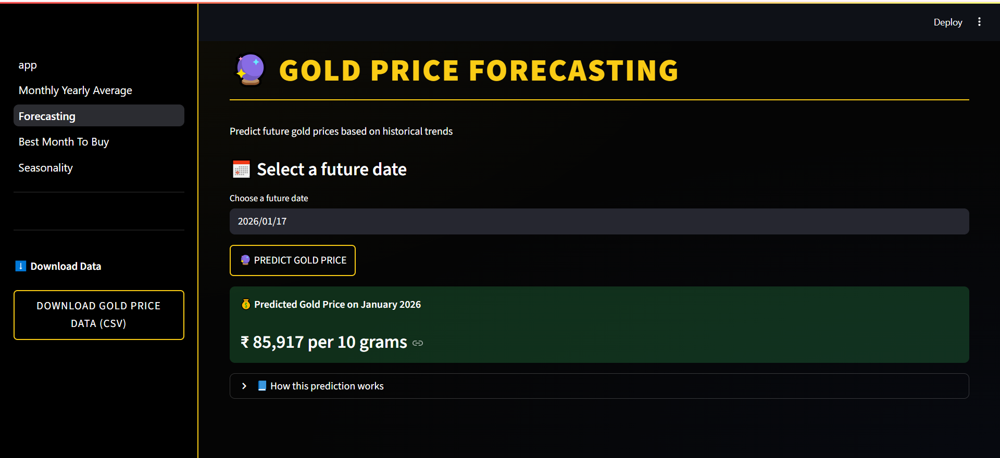 Deploy
app
Monthly Yearly Average
Forecasting
Best Month To Buy
Seasonality
Download Data
DOWNLOAD GOLD PRICE
DATA (CSV)
GOLD PRICE FORECASTING
Predict future gold prices based on historical trends
Select a future date
Choose a future date
2026/01/17
PREDICT GOLD PRICE
Predicted Gold Price on January 2026
₹ 85,917 per 10 grams
How this prediction works